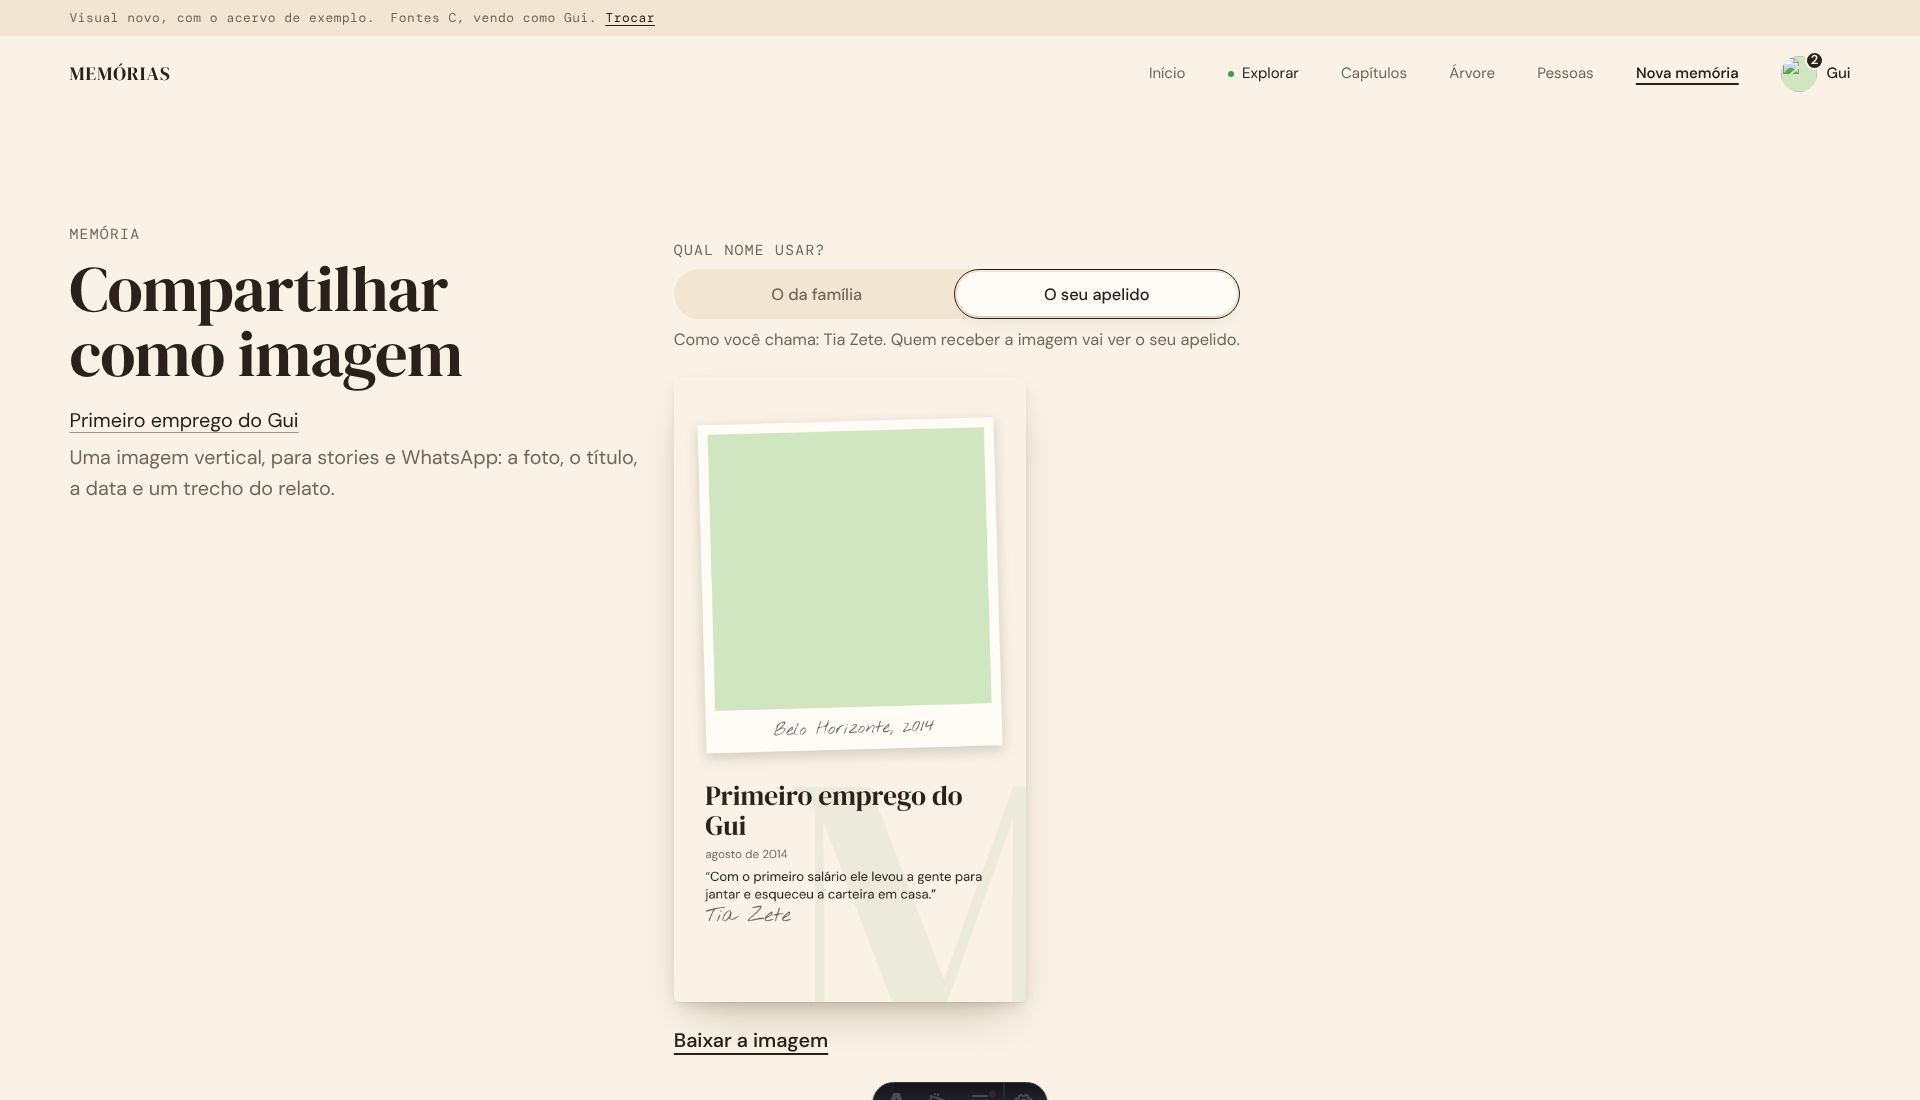 Visual novo, com o acervo de exemplo. Fontes C, vendo como Gui. Trocar
MEMÓRIAS
Início
Explorar
Capítulos
Árvore
Pessoas
Nova memória
2
Gui
MEMÓRIA
Compartilhar
como imagem
Primeiro emprego do Gui
Uma imagem vertical, para stories e WhatsApp: a foto, o título,
a data e um trecho do relato.
QUAL NOME USAR?
O da família
O seu apelido
Como você chama: Tia Zete. Quem receber a imagem vai ver o seu apelido.
Belo Horizonte, 2014
M
Primeiro emprego do
Gui
agosto de 2014
“Com o primeiro salário ele levou a gente para
jantar e esqueceu a carteira em casa.”
Tia Zete
Baixar a imagem